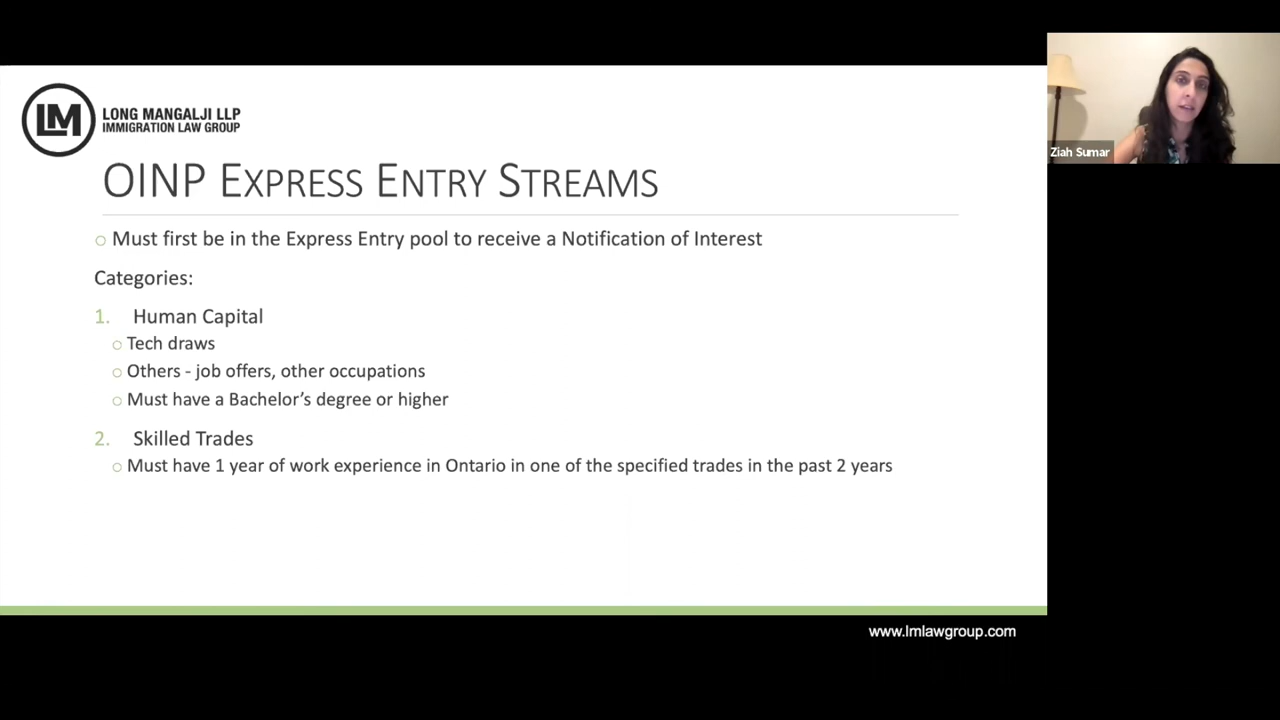 LM
LONG MANGALJI LLP
IMMIGRATION LAW GROUP
OINP EXPRESS ENTRY STREAMS
Must first be in the Express Entry pool to receive a Notification of Interest
Categories:
1. Human Capital
Tech draws
Others - job offers, other occupations
Must have a Bachelor’s degree or higher
2. Skilled Trades
Must have 1 year of work experience in Ontario in one of the specified trades in the past 2 years
www.lmlawgroup.com
Ziah Sumar